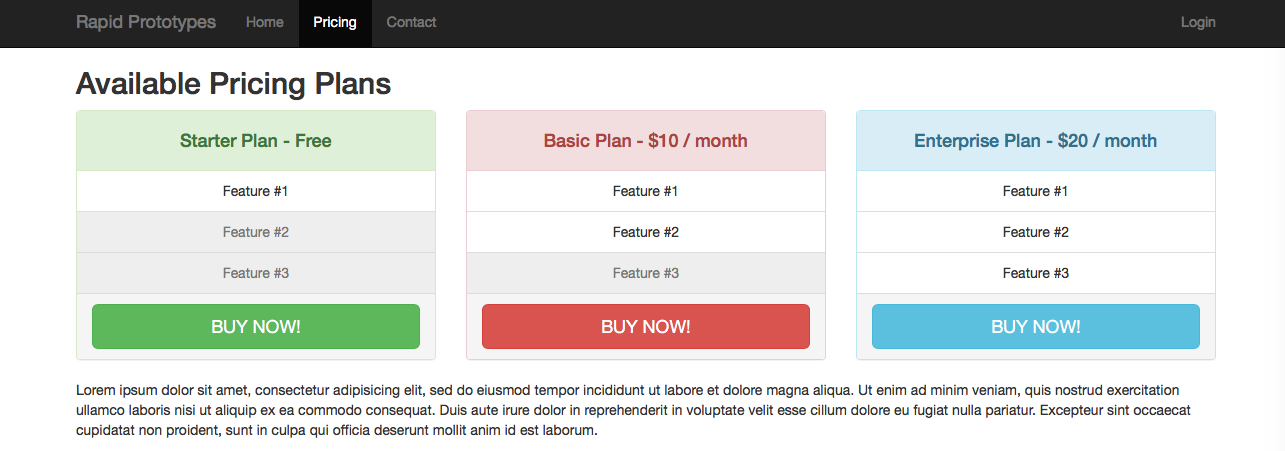 Rapid Prototypes Home Pricing Contact Login
Available Pricing Plans
Starter Plan - Free
Feature #1
Feature #2
Feature #3
BUY NOW!
Basic Plan - $10 / month
Feature #1
Feature #2
Feature #3
BUY NOW!
Enterprise Plan - $20 / month
Feature #1
Feature #2
Feature #3
BUY NOW!
Lorem ipsum dolor sit amet, consectetur adipisicing elit, sed do eiusmod tempor incididunt ut labore et dolore magna aliqua. Ut enim ad minim veniam, quis nostrud exercitation
ullamco laboris nisi ut aliquip ex ea commodo consequat. Duis aute irure dolor in reprehenderit in voluptate velit esse cillum dolore eu fugiat nulla pariatur. Excepteur sint occaecat
cupidatat non proident, sunt in culpa qui officia deserunt mollit anim id est laborum.